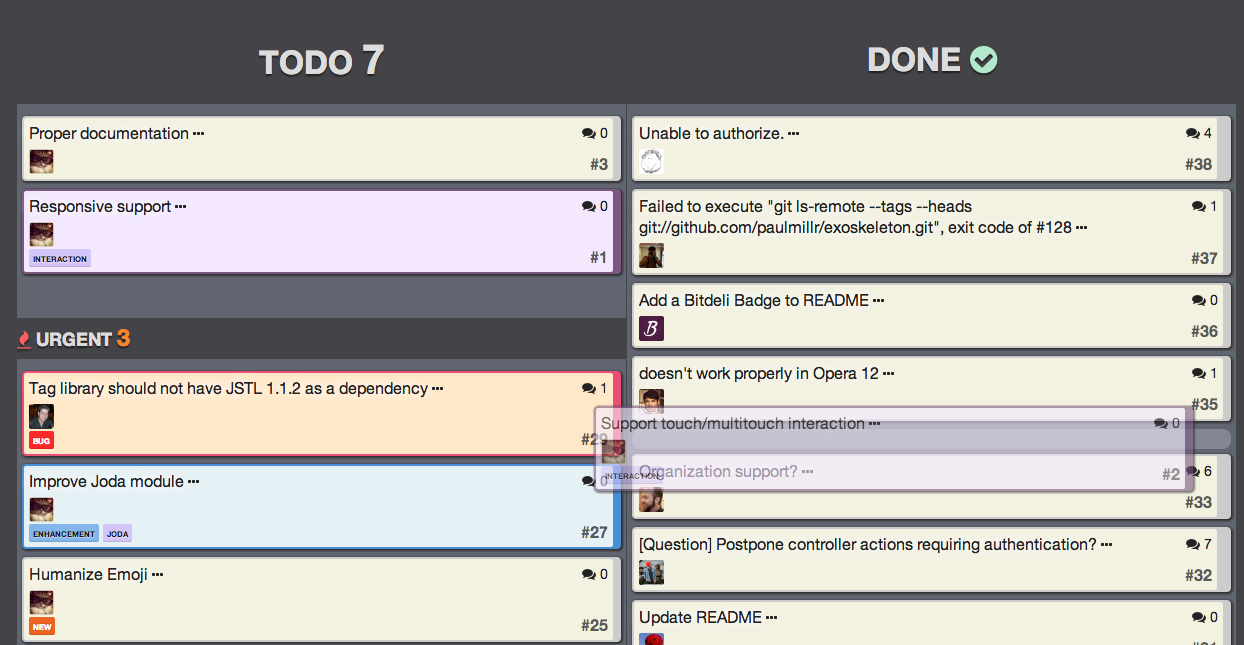 TODO 7
Proper documentation ···
0
#3
Responsive support ···
0
INTERACTION
#1
URGENT 3
Tag library should not have JSTL 1.1.2 as a dependency ···
1
BUG
#29
Improve Joda module ···
0
ENHANCEMENT JODA
#27
Humanize Emoji ···
0
NEW
#25
DONE
Unable to authorize. ···
4
#38
Failed to execute "git ls-remote --tags --heads
git://github.com/paulmillr/exoskeleton.git", exit code of #128 ···
1
#37
Add a Bitdeli Badge to README ···
0
B
#36
doesn't work properly in Opera 12 ···
1
#35
Support touch/multitouch interaction ···
0
INTERACTION
#2
Organization support? ···
6
#33
[Question] Postpone controller actions requiring authentication? ···
7
#32
Update README ···
0